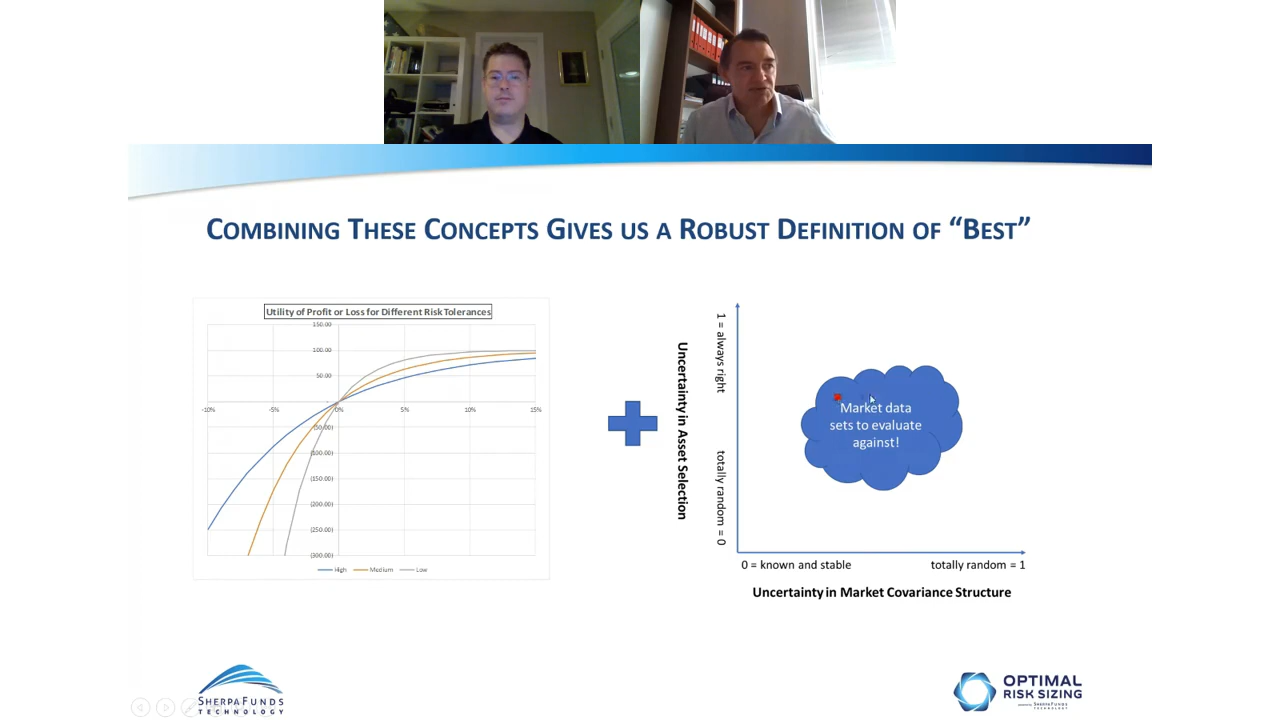 COMBINING THESE CONCEPTS GIVES US A ROBUST DEFINITION OF “BEST”
Utility of Profit or Loss for Different Risk Tolerances
150.00
100.00
50.00
-
-10%
-5%
0%
5%
10%
15%
(50.00)
(100.00)
(150.00)
(200.00)
(250.00)
(300.00)
High
Medium
Low
Uncertainty in Asset Selection
totally random = 0
1 = always right
Market data
sets to evaluate
against!
0 = known and stable
totally random = 1
Uncertainty in Market Covariance Structure
SHERPAFUNDS
TECHNOLOGY
OPTIMAL
RISK SIZING